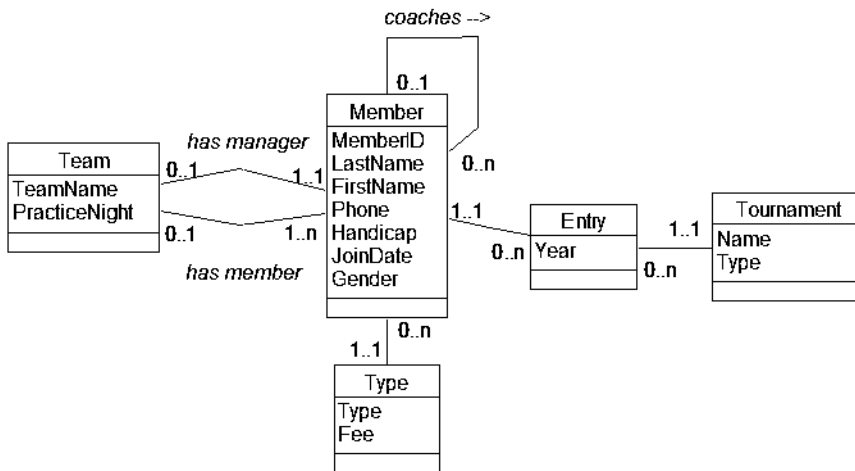 coaches -->
0..1
Member
MemberID
LastName
FirstName
Phone
Handicap
JoinDate
Gender
0..n
has manager
Team
TeamName
PracticeNight
0..1
1..1
0..1
1..n
has member
1..1
Entry
Year
0..n
1..1
0..n
Tournament
Name
Type
0..n
1..1
Type
Type
Fee